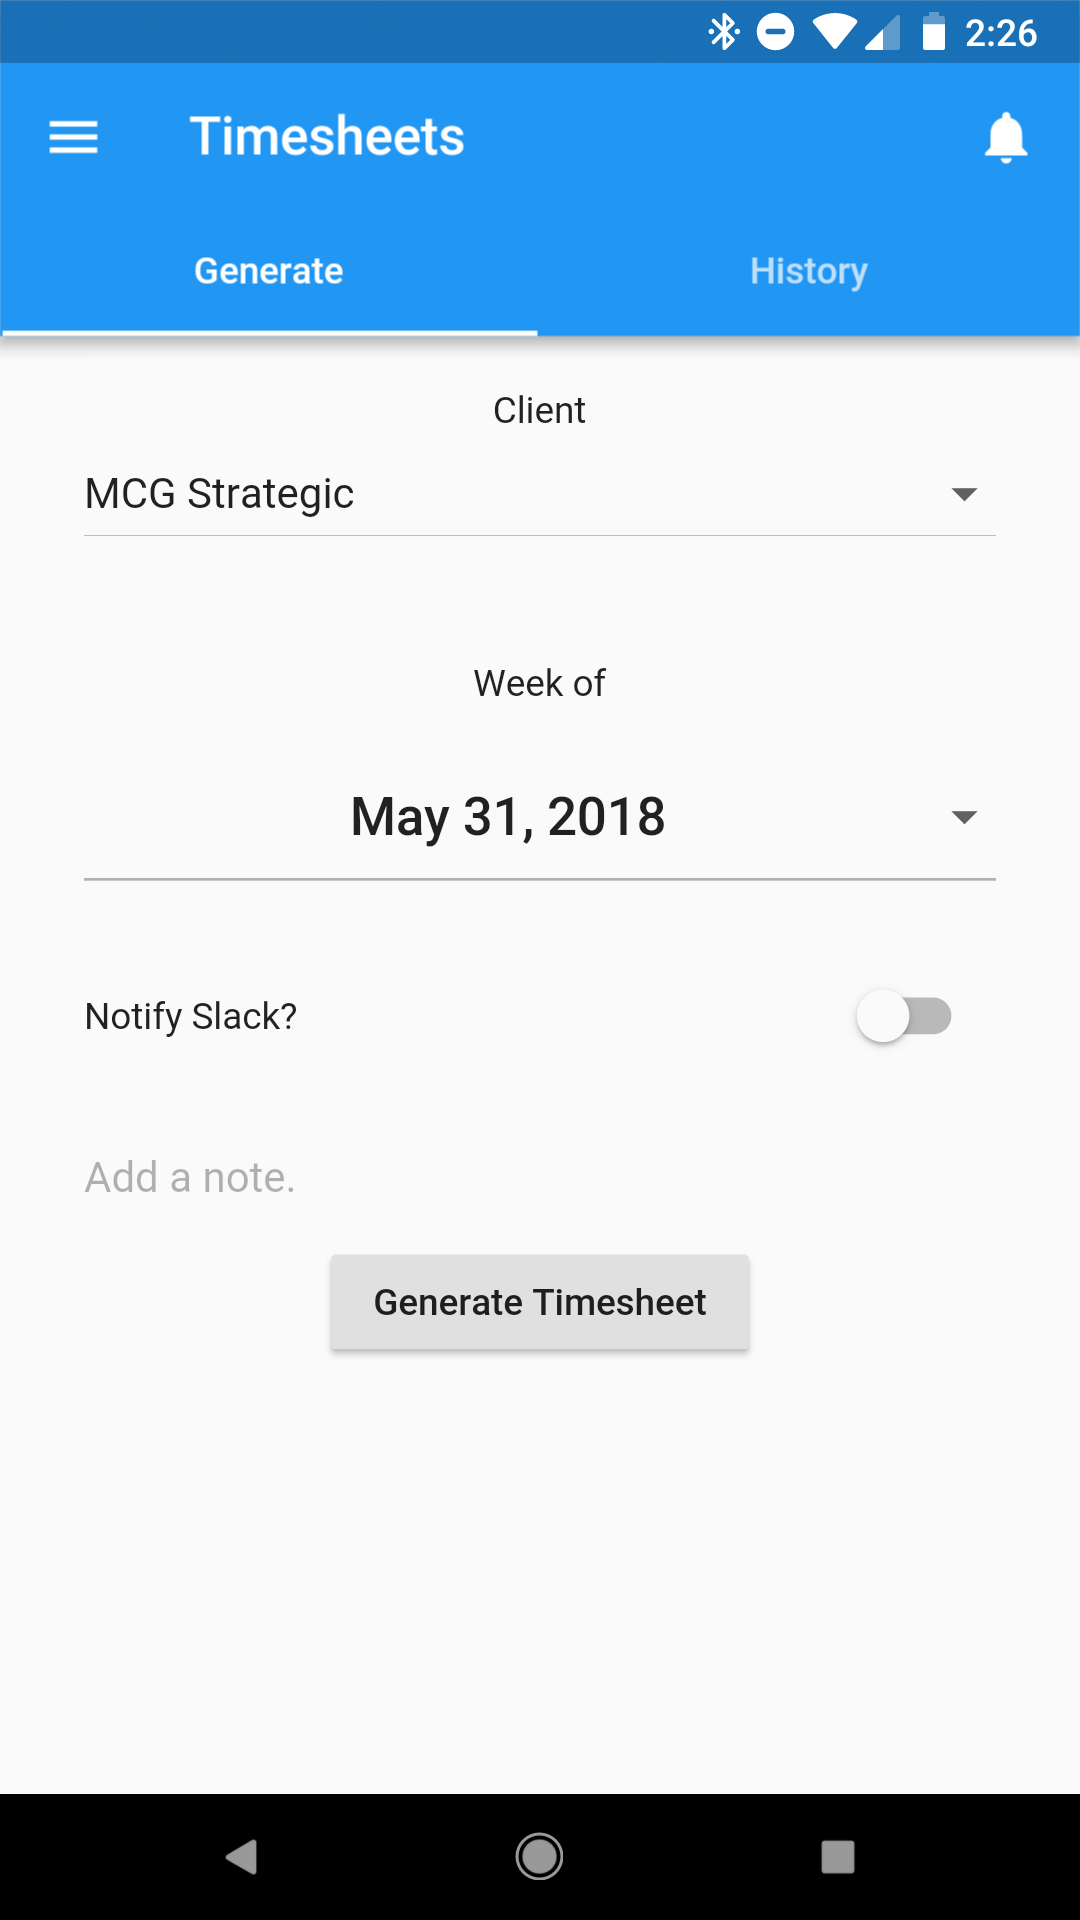 2:26
Timesheets
Generate
History
Client
MCG Strategic
Week of
May 31, 2018
Notify Slack?
Add a note.
Generate Timesheet